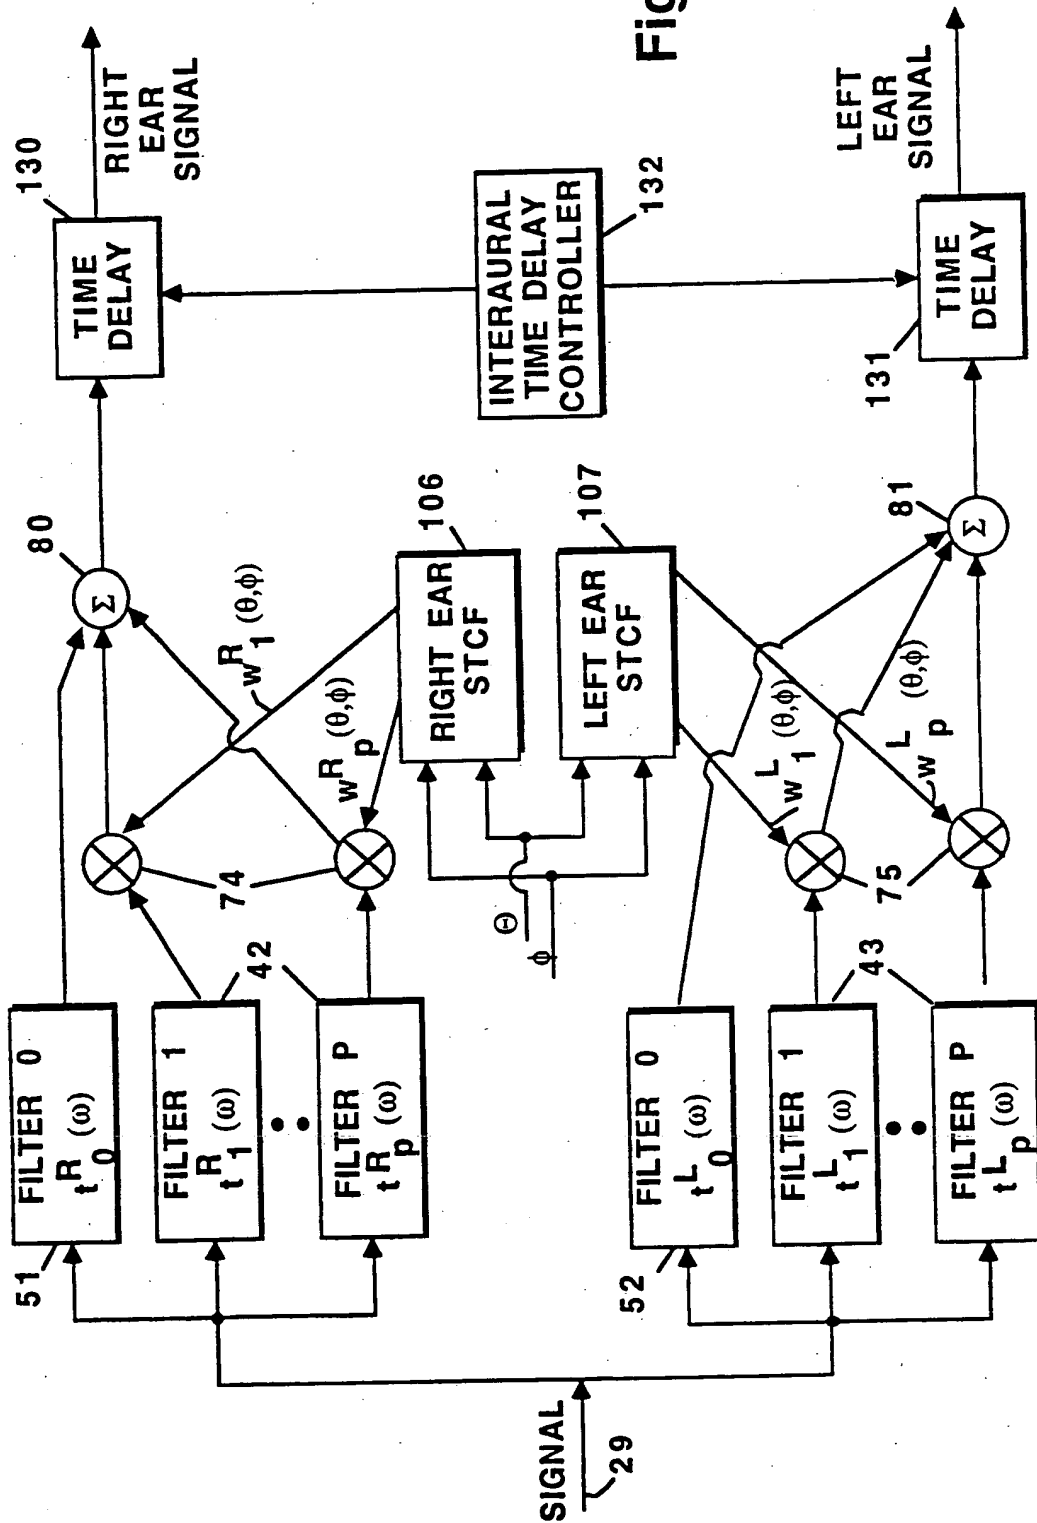 Fig
130
RIGHT
EAR
SIGNAL
TIME
DELAY
80
Σ
w^R_1 (θ,φ)
w^R_p (θ,φ)
74
51
FILTER 0
t^R_0 (ω)
42
FILTER 1
t^R_1 (ω)
FILTER P
t^R_p (ω)
106
RIGHT EAR
STCF
INTERAURAL
TIME DELAY
CONTROLLER
132
107
LEFT EAR
STCF
Θ
φ
SIGNAL
29
52
FILTER 0
t^L_0 (ω)
43
FILTER 1
t^L_1 (ω)
FILTER P
t^L_p (ω)
w^L_1 (θ,φ)
w^L_p (θ,φ)
75
81
Σ
131
TIME
DELAY
LEFT
EAR
SIGNAL